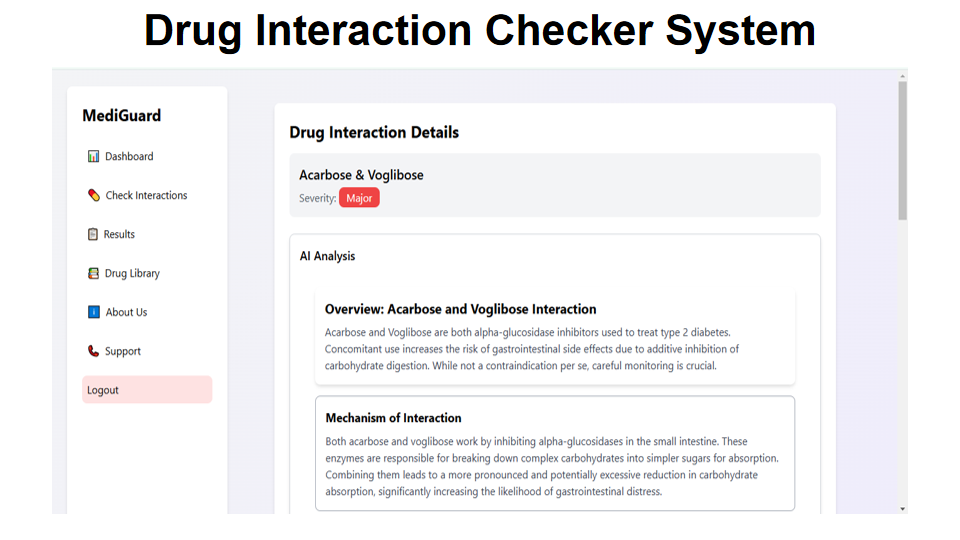 Drug Interaction Checker System
MediGuard
Dashboard
Check Interactions
Results
Drug Library
About Us
Support
Logout
Drug Interaction Details
Acarbose & Voglibose
Severity: Major
AI Analysis
Overview: Acarbose and Voglibose Interaction
Acarbose and Voglibose are both alpha-glucosidase inhibitors used to treat type 2 diabetes.
Concomitant use increases the risk of gastrointestinal side effects due to additive inhibition of
carbohydrate digestion. While not a contraindication per se, careful monitoring is crucial.
Mechanism of Interaction
Both acarbose and voglibose work by inhibiting alpha-glucosidases in the small intestine. These
enzymes are responsible for breaking down complex carbohydrates into simpler sugars for absorption.
Combining them leads to a more pronounced and potentially excessive reduction in carbohydrate
absorption, significantly increasing the likelihood of gastrointestinal distress.